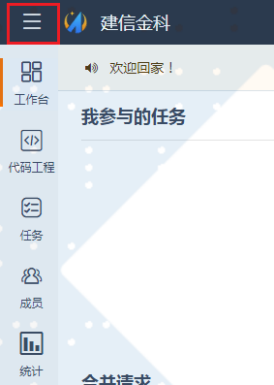 建信金科
欢迎回家！
工作台
我参与的任务
代码工程
任务
成员
统计
合并请求